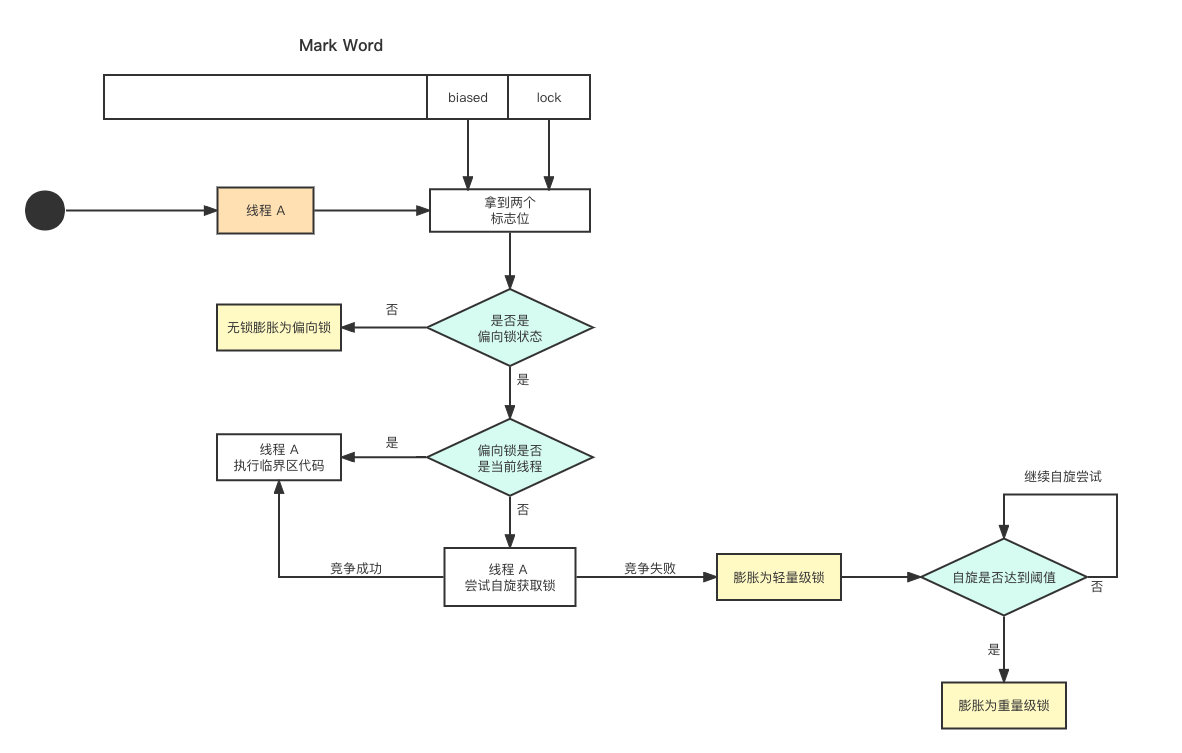 Mark Word
biased
lock
线程 A
拿到两个
标志位
否
无锁膨胀为偏向锁
是否是
偏向锁状态
是
线程 A
执行临界区代码
是
偏向锁是否
是当前线程
否
继续自旋尝试
竞争成功
线程 A
尝试自旋获取锁
竞争失败
膨胀为轻量级锁
自旋是否达到阈值
否
是
膨胀为重量级锁